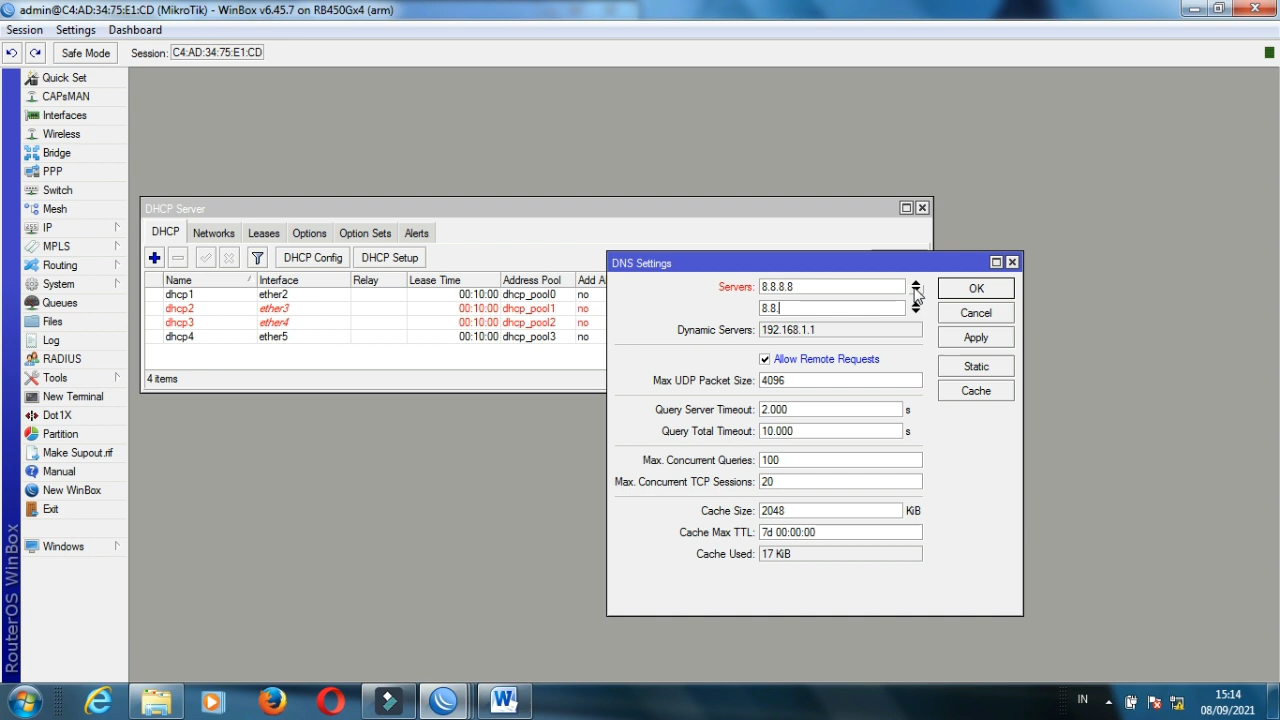 admin@C4:AD:34:75:E1:CD (MikroTik) - WinBox v6.45.7 on RB450Gx4 (arm)
Session Settings Dashboard
Safe Mode Session: C4:AD:34:75:E1:CD
Quick Set
CAPsMAN
Interfaces
Wireless
Bridge
PPP
Switch
Mesh
IP
MPLS
Routing
System
Queues
Files
Log
RADIUS
Tools
New Terminal
Dot1X
Partition
Make Supout.rif
Manual
New WinBox
Exit
Windows
RouterOS WinBox
DHCP Server
DHCP Networks Leases Options Option Sets Alerts
DHCP Config DHCP Setup
Name / Interface Relay Lease Time Address Pool Add A
dhcp1 ether2 00:10:00 dhcp_pool0 no
dhcp2 ether3 00:10:00 dhcp_pool1 no
dhcp3 ether4 00:10:00 dhcp_pool2 no
dhcp4 ether5 00:10:00 dhcp_pool3 no
4 items
DNS Settings
Servers: 8.8.8.8
8.8.
Dynamic Servers: 192.168.1.1
Allow Remote Requests
Max UDP Packet Size: 4096
Query Server Timeout: 2.000 s
Query Total Timeout: 10.000 s
Max. Concurrent Queries: 100
Max. Concurrent TCP Sessions: 20
Cache Size: 2048 KiB
Cache Max TTL: 7d 00:00:00
Cache Used: 17 KiB
OK
Cancel
Apply
Static
Cache
IN
15:14
08/09/2021